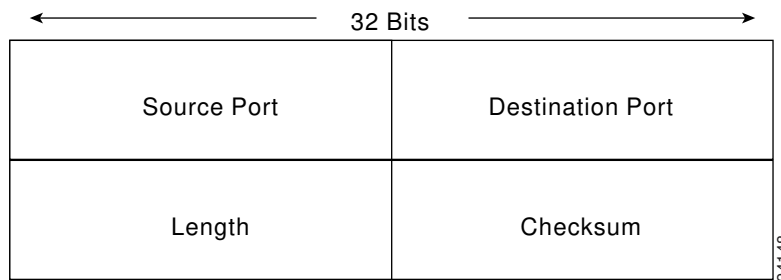 32 Bits
Source Port
Destination Port
Length
Checksum